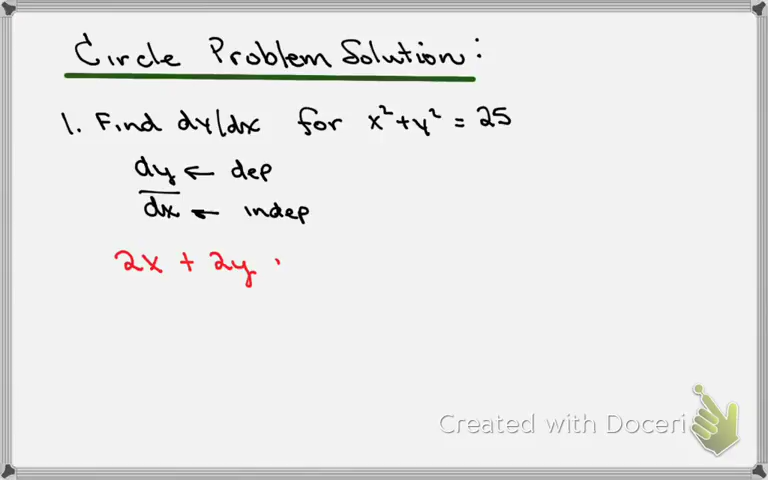 Circle Problem Solution:
1. Find dy/dx for x²+y² = 25
dy ← dep
dx ← indep
2x + 2y ·
Created with Doceri